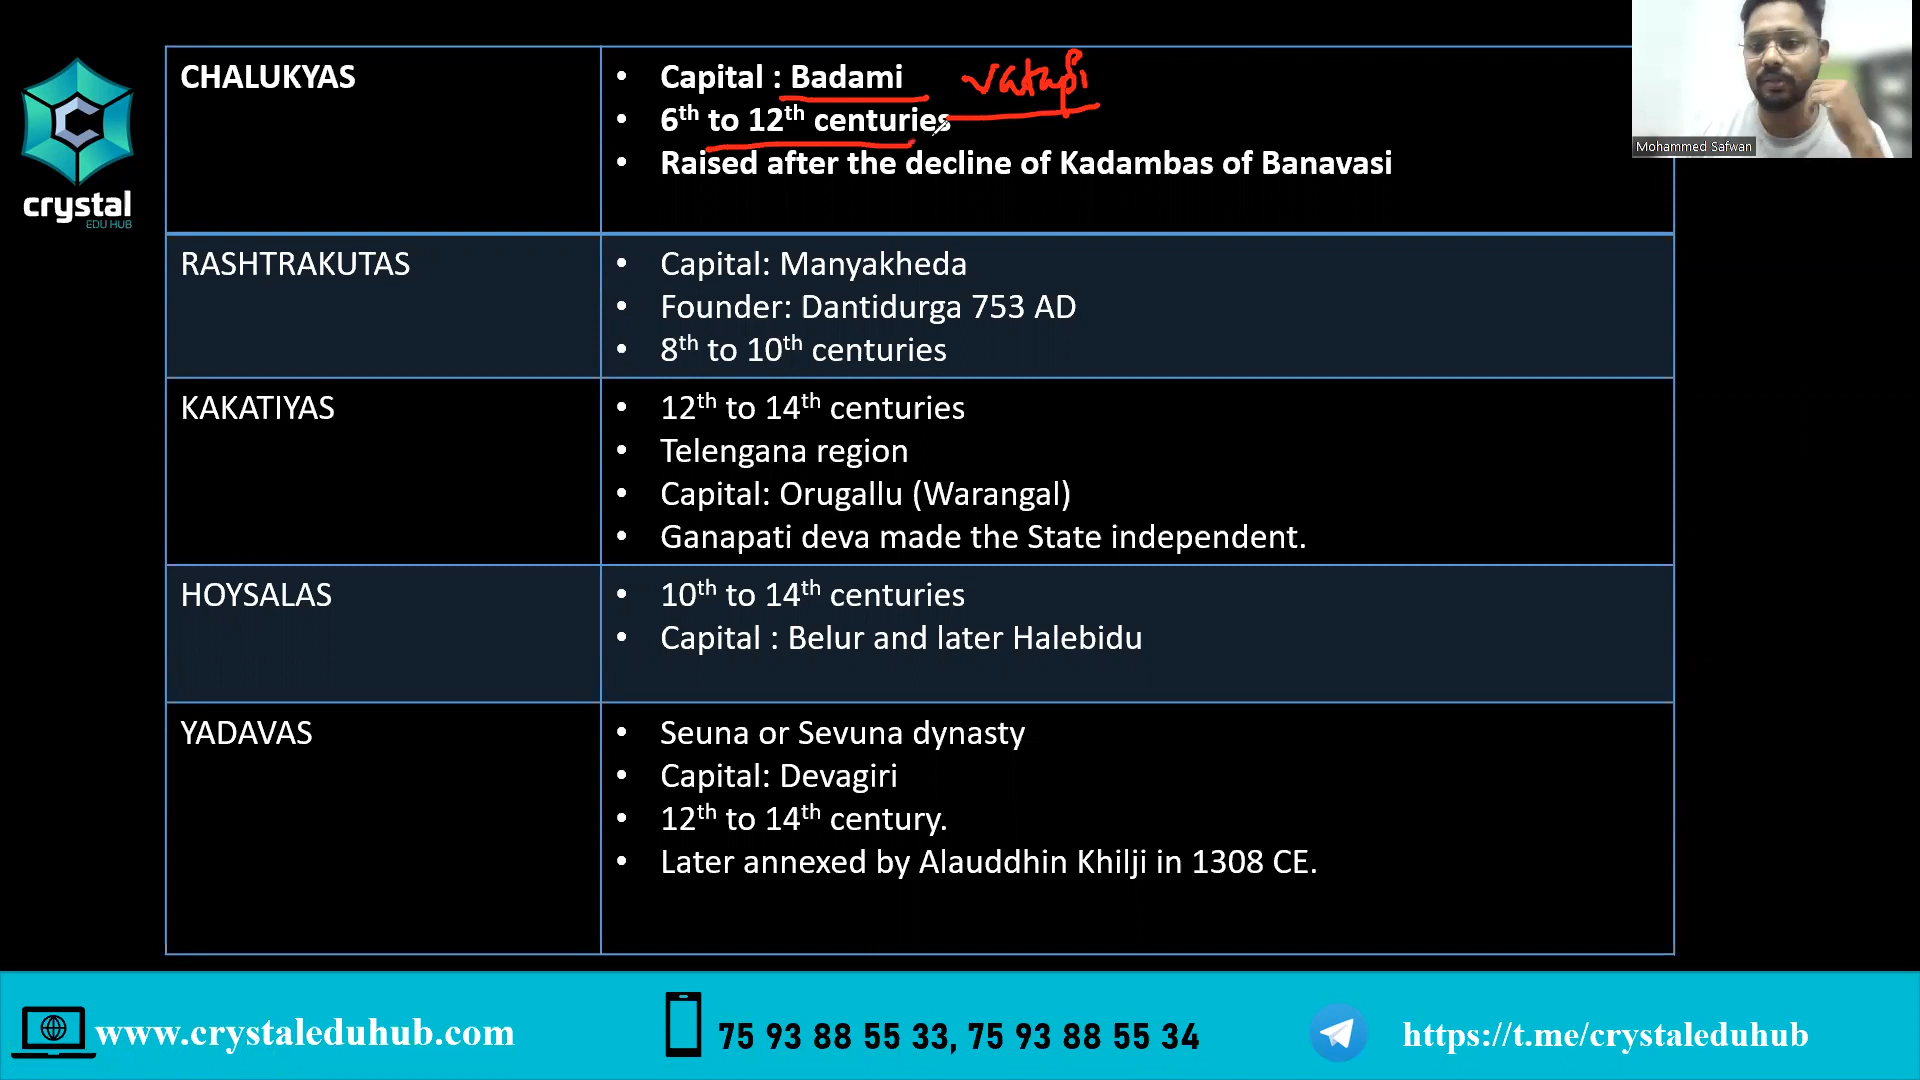 CHALUKYAS
• Capital : Badami vatapi
• 6th to 12th centuries
• Raised after the decline of Kadambas of Banavasi
Mohammed Safwan
crystal
EDU HUB
RASHTRAKUTAS
• Capital: Manyakheda
• Founder: Dantidurga 753 AD
• 8th to 10th centuries
KAKATIYAS
• 12th to 14th centuries
• Telengana region
• Capital: Orugallu (Warangal)
• Ganapati deva made the State independent.
HOYSALAS
• 10th to 14th centuries
• Capital : Belur and later Halebidu
YADAVAS
• Seuna or Sevuna dynasty
• Capital: Devagiri
• 12th to 14th century.
• Later annexed by Alauddhin Khilji in 1308 CE.
www.crystaleduhub.com
75 93 88 55 33, 75 93 88 55 34
https://t.me/crystaleduhub